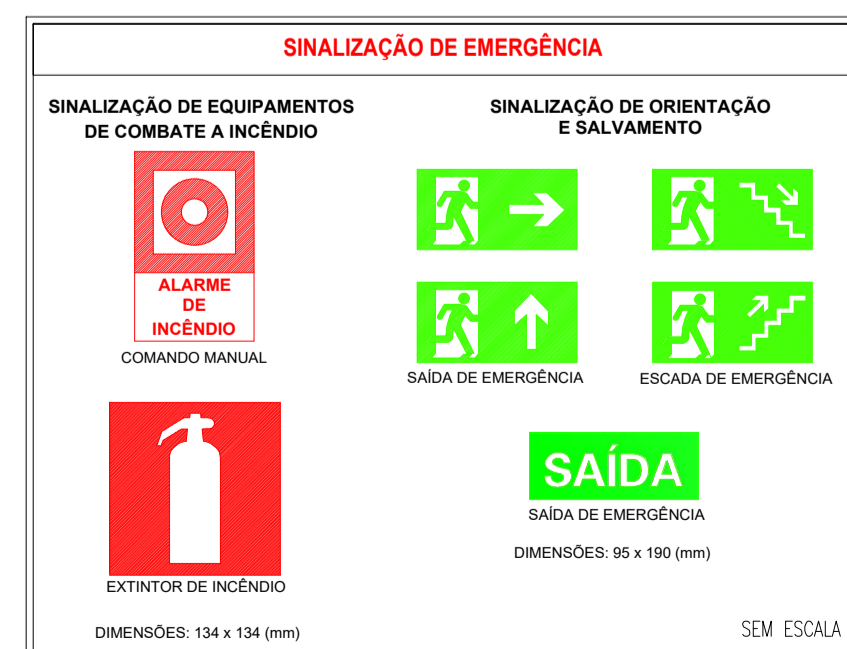 SINALIZAÇÃO DE EMERGÊNCIA
SINALIZAÇÃO DE EQUIPAMENTOS
DE COMBATE A INCÊNDIO
ALARME
DE
INCÊNDIO
COMANDO MANUAL
EXTINTOR DE INCÊNDIO
DIMENSÕES: 134 x 134 (mm)
SINALIZAÇÃO DE ORIENTAÇÃO
E SALVAMENTO
SAÍDA DE EMERGÊNCIA
ESCADA DE EMERGÊNCIA
SAÍDA
SAÍDA DE EMERGÊNCIA
DIMENSÕES: 95 x 190 (mm)
SEM ESCALA